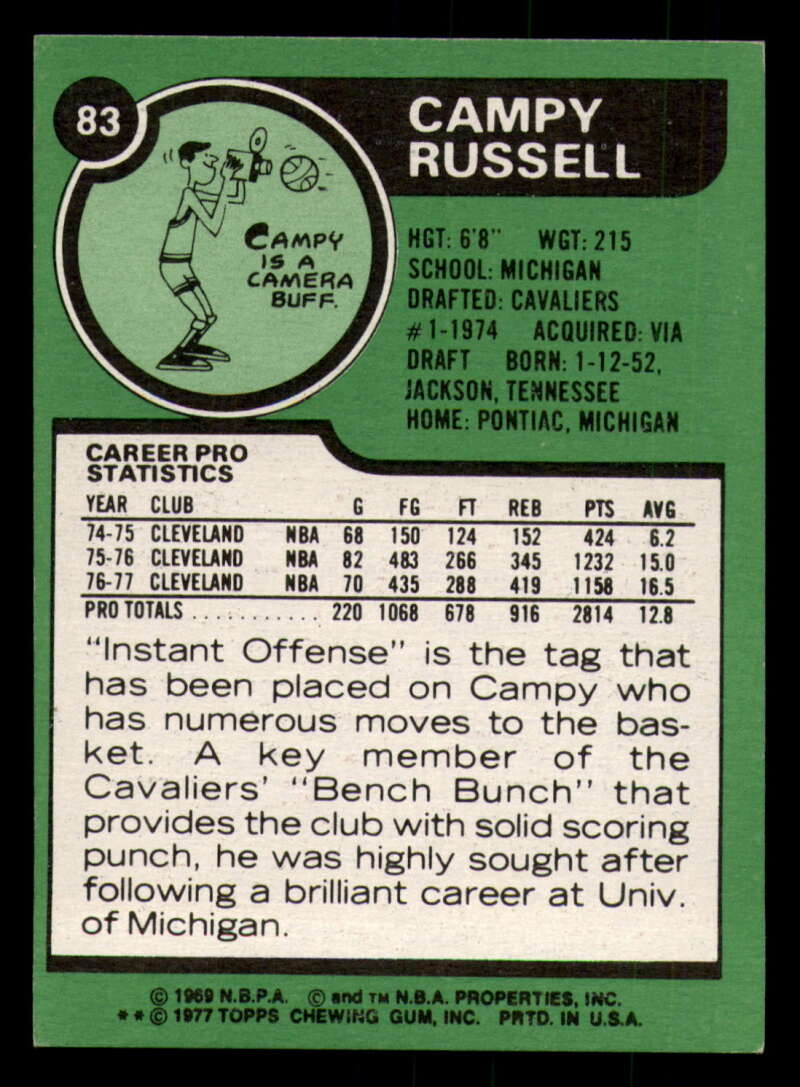 83
CAMPY
RUSSELL
CAMPY
IS A
CAMERA
BUFF.
HGT: 6'8" WGT: 215
SCHOOL: MICHIGAN
DRAFTED: CAVALIERS
#1-1974 ACQUIRED: VIA
DRAFT BORN: 1-12-52,
JACKSON, TENNESSEE
HOME: PONTIAC, MICHIGAN
CAREER PRO
STATISTICS
YEAR CLUB G FG FT REB PTS AVG
74-75 CLEVELAND NBA 68 150 124 152 424 6.2
75-76 CLEVELAND NBA 82 483 266 345 1232 15.0
76-77 CLEVELAND NBA 70 435 288 419 1158 16.5
PRO TOTALS ............ 220 1068 678 916 2814 12.8
"Instant Offense" is the tag that
has been placed on Campy who
has numerous moves to the bas-
ket. A key member of the
Cavaliers' "Bench Bunch" that
provides the club with solid scoring
punch, he was highly sought after
following a brilliant career at Univ.
of Michigan.
© 1969 N.B.P.A. © and TM N.B.A. PROPERTIES, INC.
**© 1977 TOPPS CHEWING GUM, INC. PRTD. IN U.S.A.